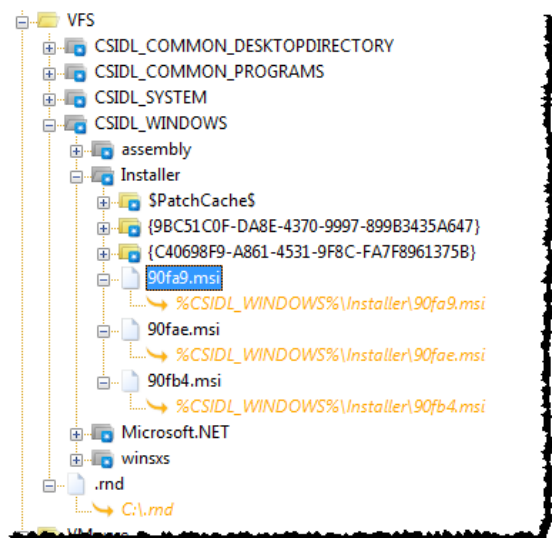 VFS
CSIDL_COMMON_DESKTOPDIRECTORY
CSIDL_COMMON_PROGRAMS
CSIDL_SYSTEM
CSIDL_WINDOWS
assembly
Installer
$PatchCache$
{9BC51C0F-DA8E-4370-9997-899B3435A647}
{C40698F9-A861-4531-9F8C-FA7F8961375B}
90fa9.msi
%CSIDL_WINDOWS%\Installer\90fa9.msi
90fae.msi
%CSIDL_WINDOWS%\Installer\90fae.msi
90fb4.msi
%CSIDL_WINDOWS%\Installer\90fb4.msi
Microsoft.NET
winsxs
.rnd
C:\.rnd